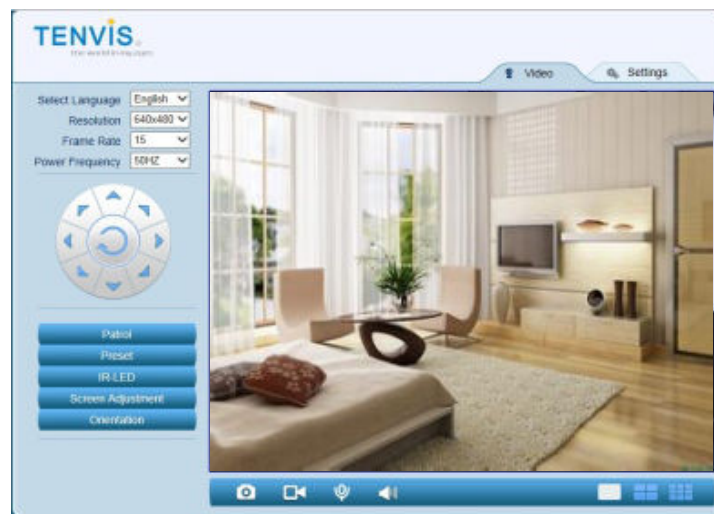 TENVIS
Video
Settings
Select Language English
Resolution 640x480
Frame Rate 15
Power Frequency 50HZ
Patrol
Preset
IR-LED
Screen Adjustment
Orientation